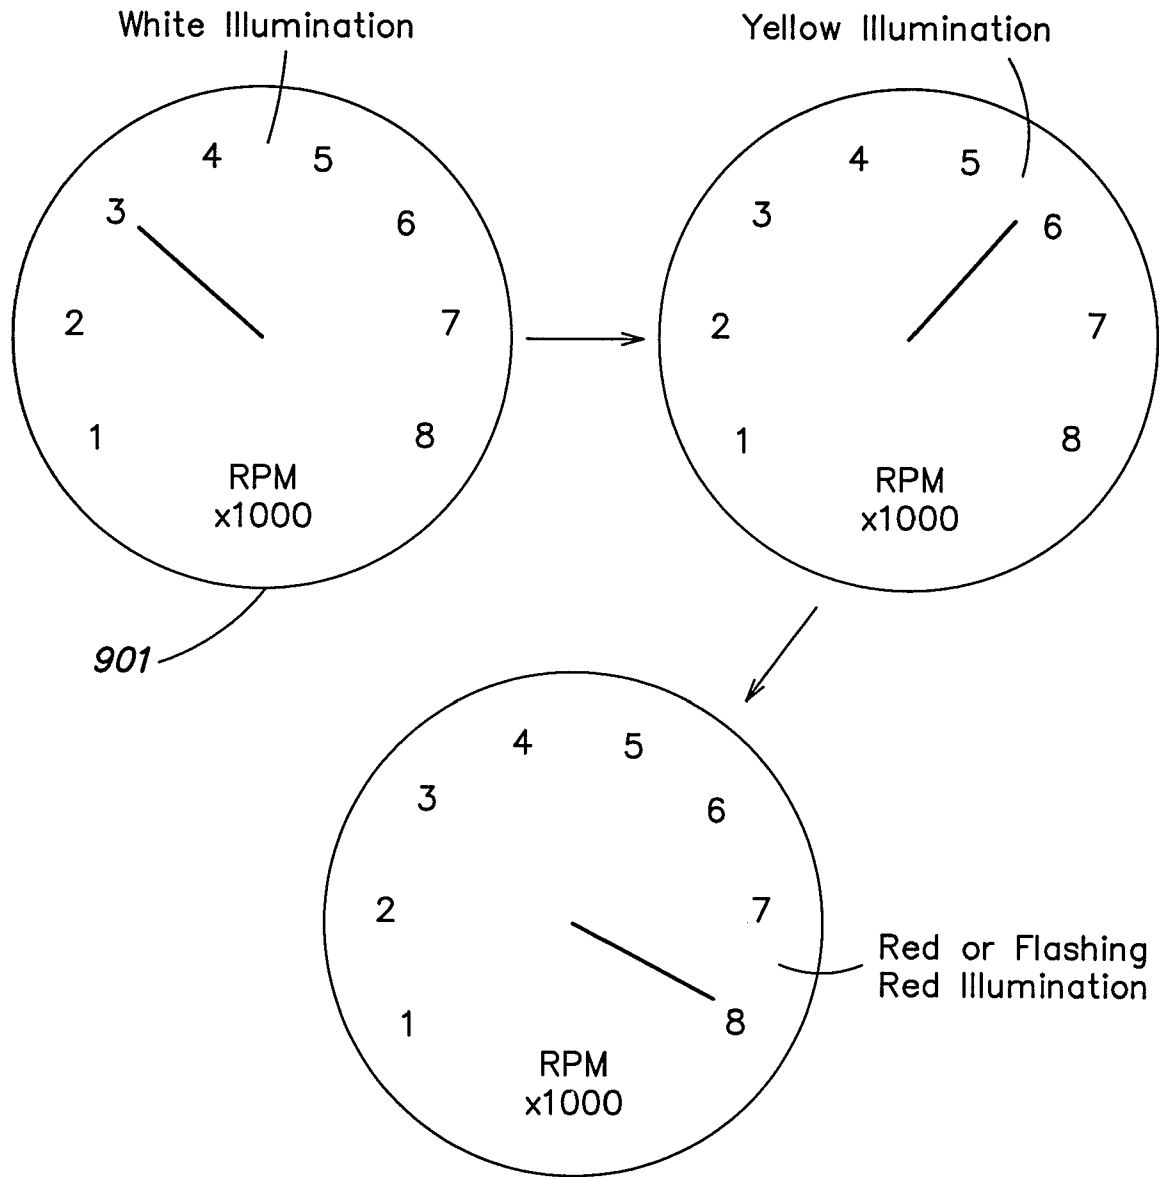 White Illumination
4 5
3 6
2 7
1 8
RPM
x1000
901
Yellow Illumination
4 5
3 6
2 7
1 8
RPM
x1000
4 5
3 6
2 7
1 8
RPM
x1000
Red or Flashing
Red Illumination